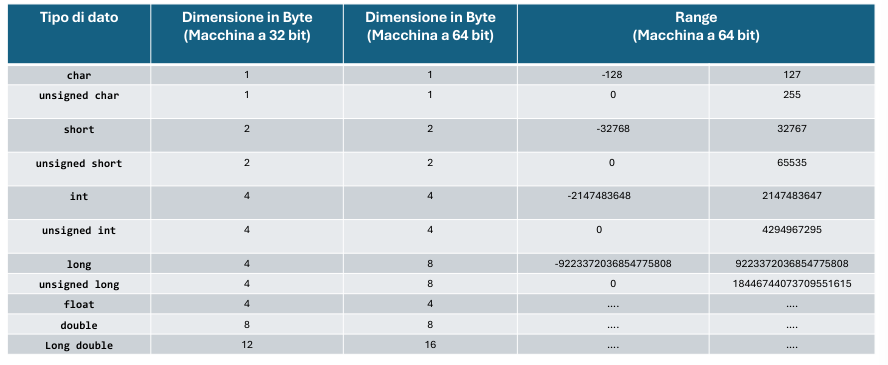 Tipo di dato Dimensione in Byte (Macchina a 32 bit) Dimensione in Byte (Macchina a 64 bit) Range (Macchina a 64 bit)
char 1 1 -128 127
unsigned char 1 1 0 255
short 2 2 -32768 32767
unsigned short 2 2 0 65535
int 4 4 -2147483648 2147483647
unsigned int 4 4 0 4294967295
long 4 8 -9223372036854775808 9223372036854775808
unsigned long 4 8 0 18446744073709551615
float 4 4 .... ....
double 8 8 .... ....
Long double 12 16 .... ....